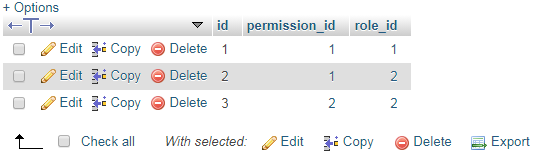 + Options
id permission_id role_id
Edit Copy Delete 1 1 1
Edit Copy Delete 2 1 2
Edit Copy Delete 3 2 2
Check all With selected: Edit Copy Delete Export